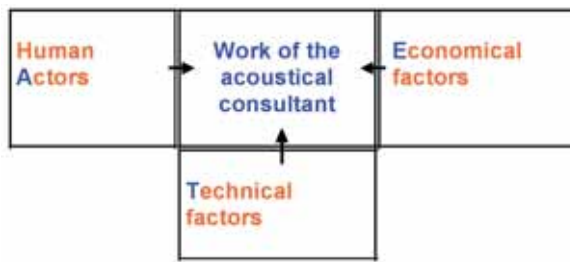 Human
Actors
Work of the
acoustical
consultant
Economical
factors
Technical
factors